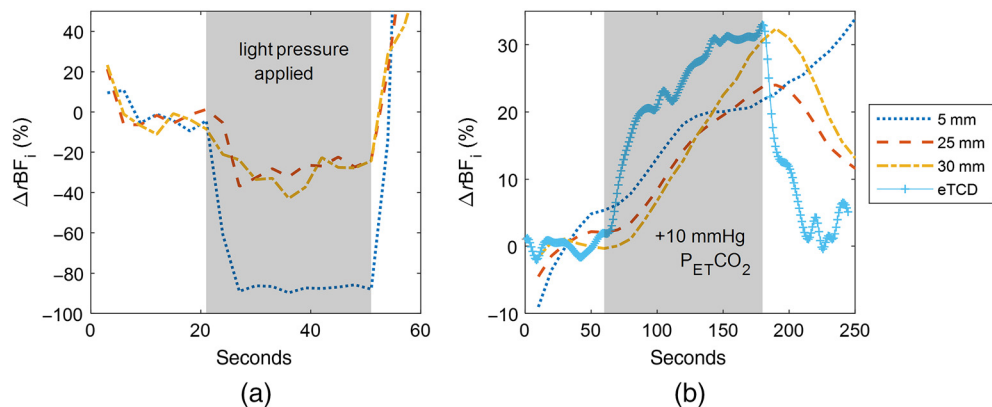 40
20
0
-20
-40
-60
-80
-100
ΔrBFi (%)
light pressure
applied
0
20
40
60
Seconds
(a)
30
20
10
0
-10
ΔrBFi (%)
+10 mmHg
PETCO2
0
50
100
150
200
250
Seconds
(b)
5 mm
25 mm
30 mm
eTCD